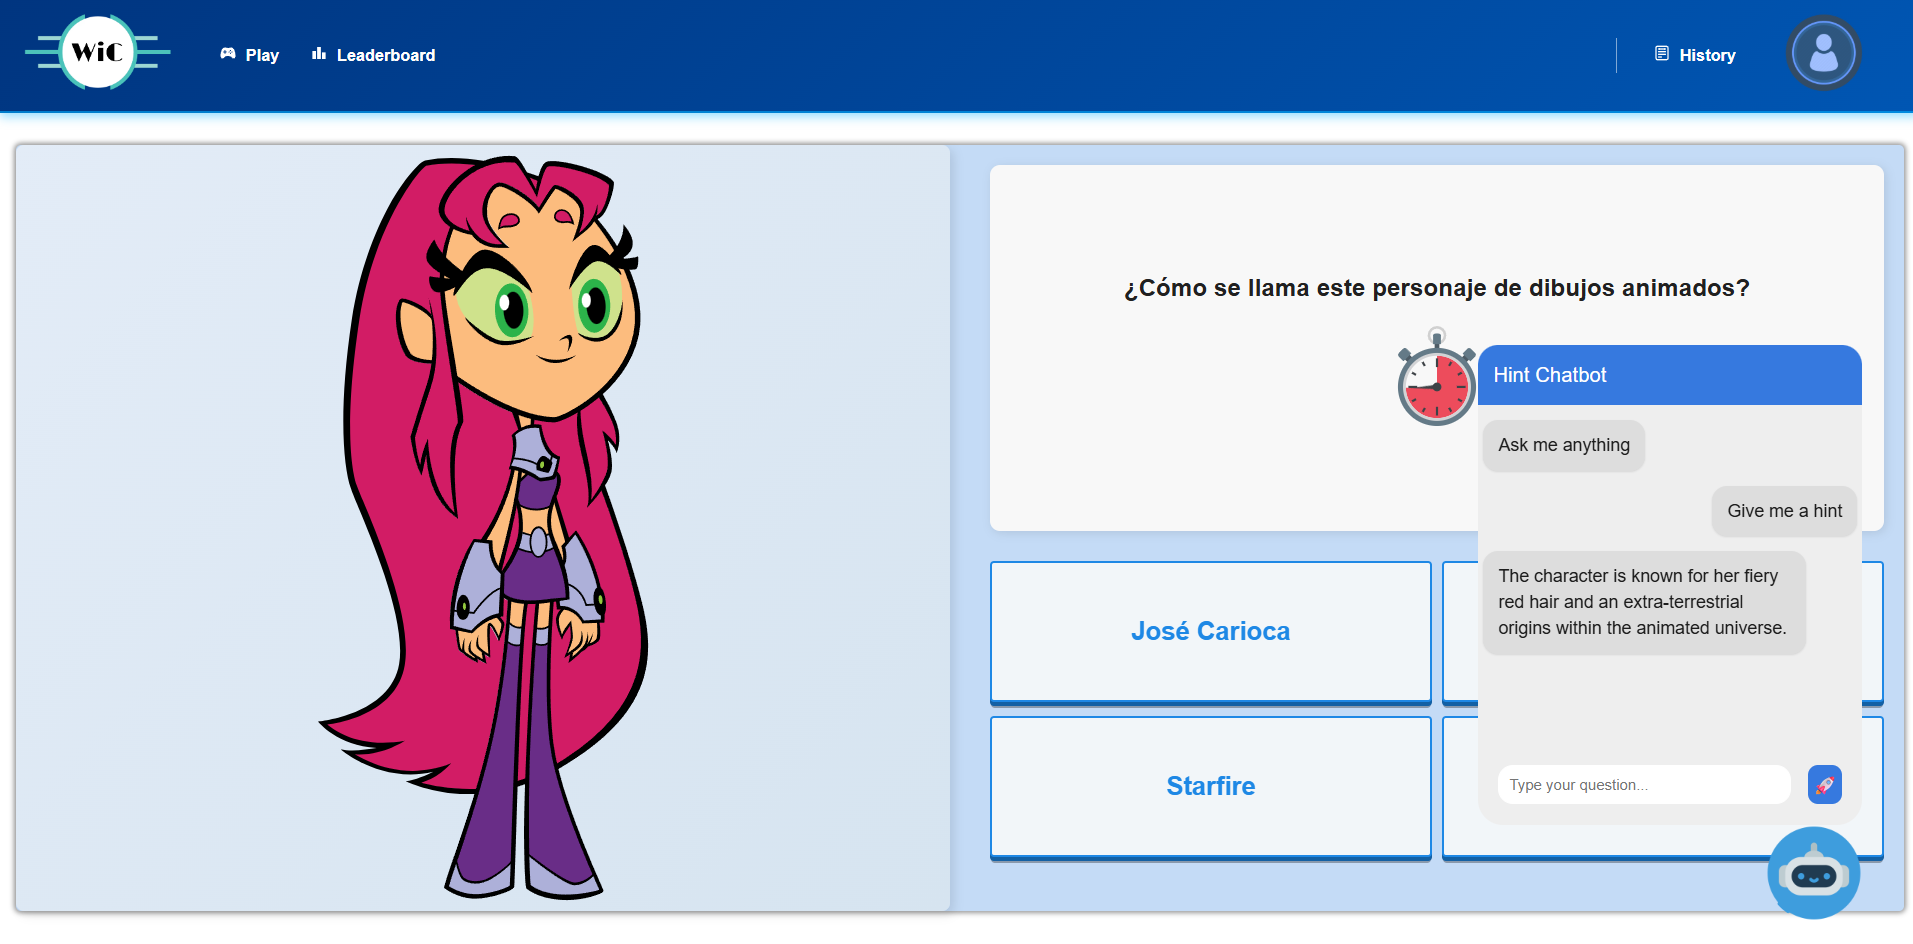 WiC
Play
Leaderboard
History
¿Cómo se llama este personaje de dibujos animados?
Hint Chatbot
Ask me anything
Give me a hint
The character is known for her fiery
red hair and an extra-terrestrial
origins within the animated universe.
José Carioca
Starfire
Type your question...